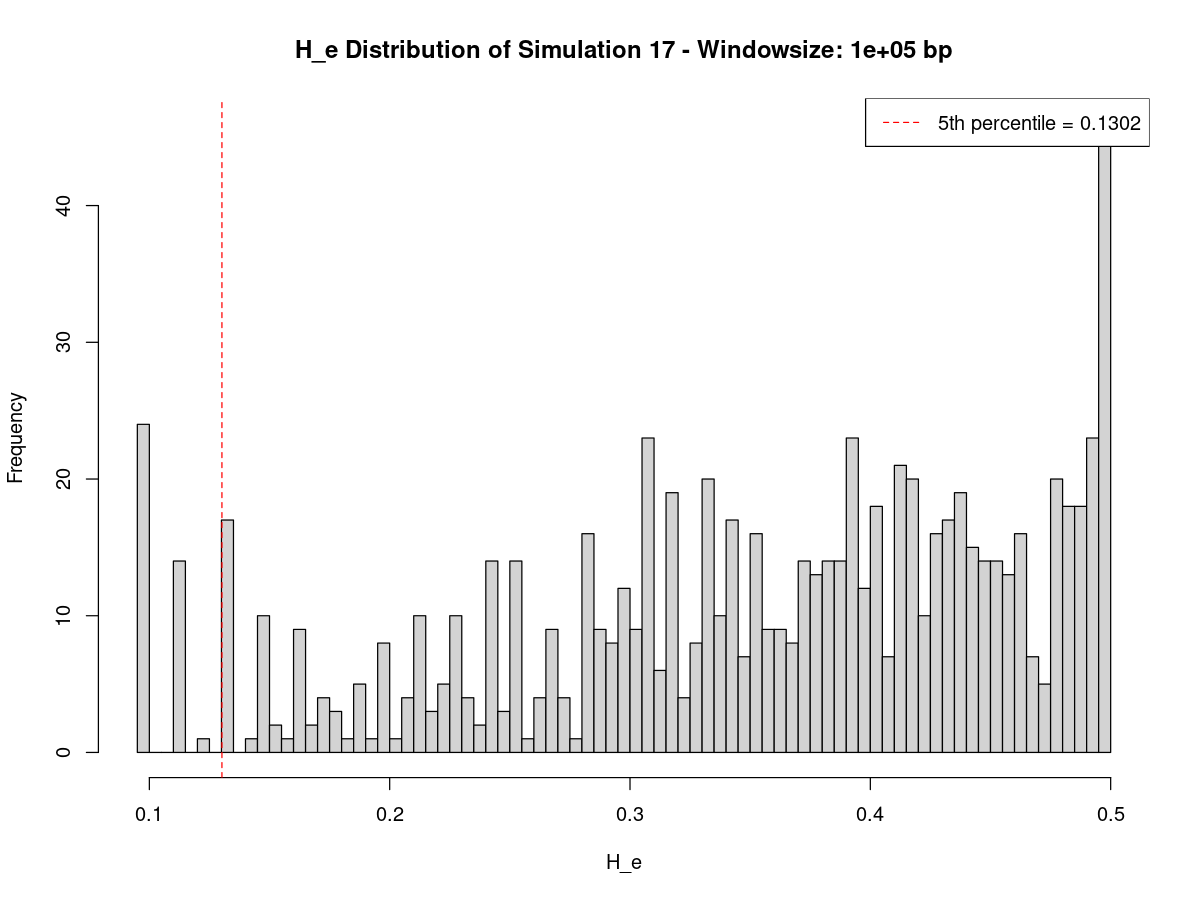 H_e Distribution of Simulation 17 - Windowsize: 1e+05 bp
5th percentile = 0.1302
Frequency
40
30
20
10
0
0.1 0.2 0.3 0.4 0.5
H_e